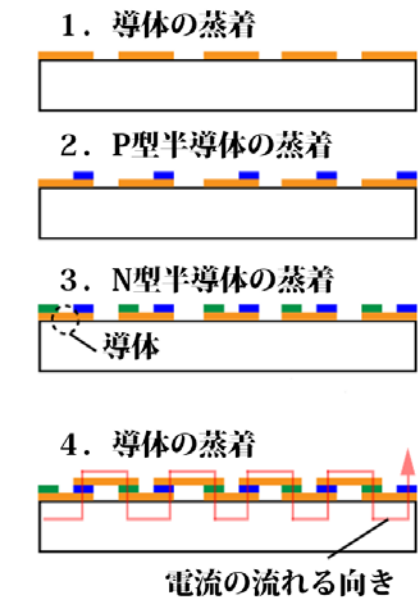 1. 導体の蒸着
2. P型半導体の蒸着
3. N型半導体の蒸着
導体
4. 導体の蒸着
電流の流れる向き